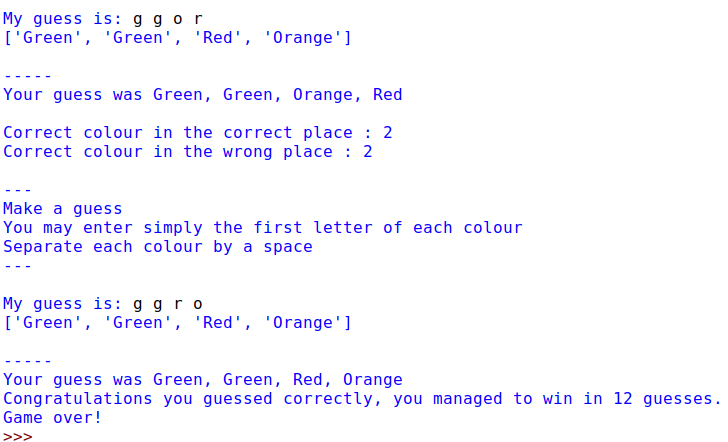 My guess is: g g o r
['Green', 'Green', 'Red', 'Orange']
-----
Your guess was Green, Green, Orange, Red
Correct colour in the correct place : 2
Correct colour in the wrong place : 2
---
Make a guess
You may enter simply the first letter of each colour
Separate each colour by a space
---
My guess is: g g r o
['Green', 'Green', 'Red', 'Orange']
-----
Your guess was Green, Green, Red, Orange
Congratulations you guessed correctly, you managed to win in 12 guesses.
Game over!
>>>